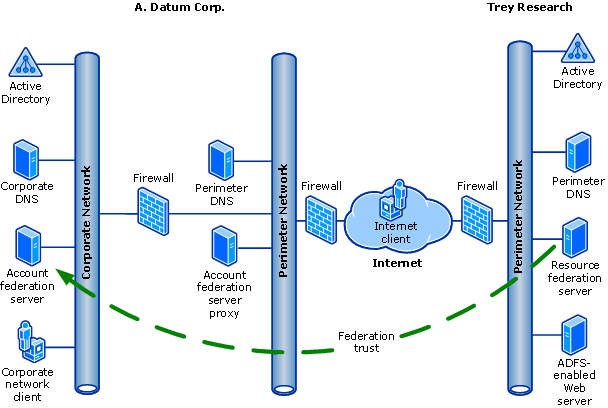 A. Datum Corp.
Trey Research
Active
Directory
Corporate
DNS
Account
federation
server
Corporate
network
client
Corporate Network
Firewall
Perimeter
DNS
Account
federation
server
proxy
Perimeter Network
Firewall
Internet
client
Internet
Firewall
Perimeter Network
Active
Directory
Perimeter
DNS
Resource
federation
server
ADFS-
enabled
Web
server
Federation
trust